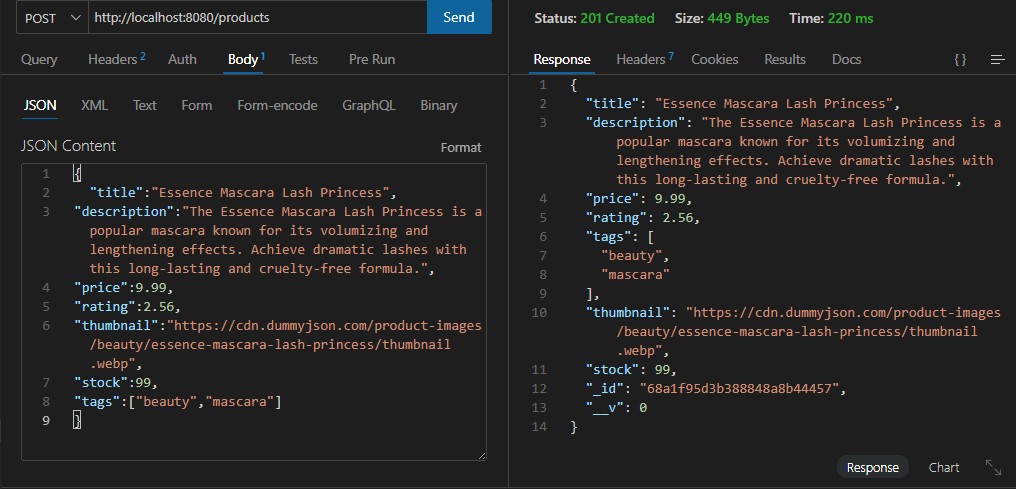 POST http://localhost:8080/products Send
Query Headers 2 Auth Body 1 Tests Pre Run
JSON XML Text Form Form-encode GraphQL Binary
JSON Content Format
1 {
2 "title":"Essence Mascara Lash Princess",
3 "description":"The Essence Mascara Lash Princess is a
popular mascara known for its volumizing and
lengthening effects. Achieve dramatic lashes with
this long-lasting and cruelty-free formula.",
4 "price":9.99,
5 "rating":2.56,
6 "thumbnail":"https://cdn.dummyjson.com/product-images
/beauty/essence-mascara-lash-princess/thumbnail
.webp",
7 "stock":99,
8 "tags":["beauty","mascara"]
9 }
Status: 201 Created Size: 449 Bytes Time: 220 ms
Response Headers 7 Cookies Results Docs {}
1 {
2 "title": "Essence Mascara Lash Princess",
3 "description": "The Essence Mascara Lash Princess is a
popular mascara known for its volumizing and
lengthening effects. Achieve dramatic lashes with
this long-lasting and cruelty-free formula.",
4 "price": 9.99,
5 "rating": 2.56,
6 "tags": [
7 "beauty",
8 "mascara"
9 ],
10 "thumbnail": "https://cdn.dummyjson.com/product-images
/beauty/essence-mascara-lash-princess/thumbnail
.webp",
11 "stock": 99,
12 "_id": "68a1f95d3b388848a8b44457",
13 "__v": 0
14 }
Response Chart